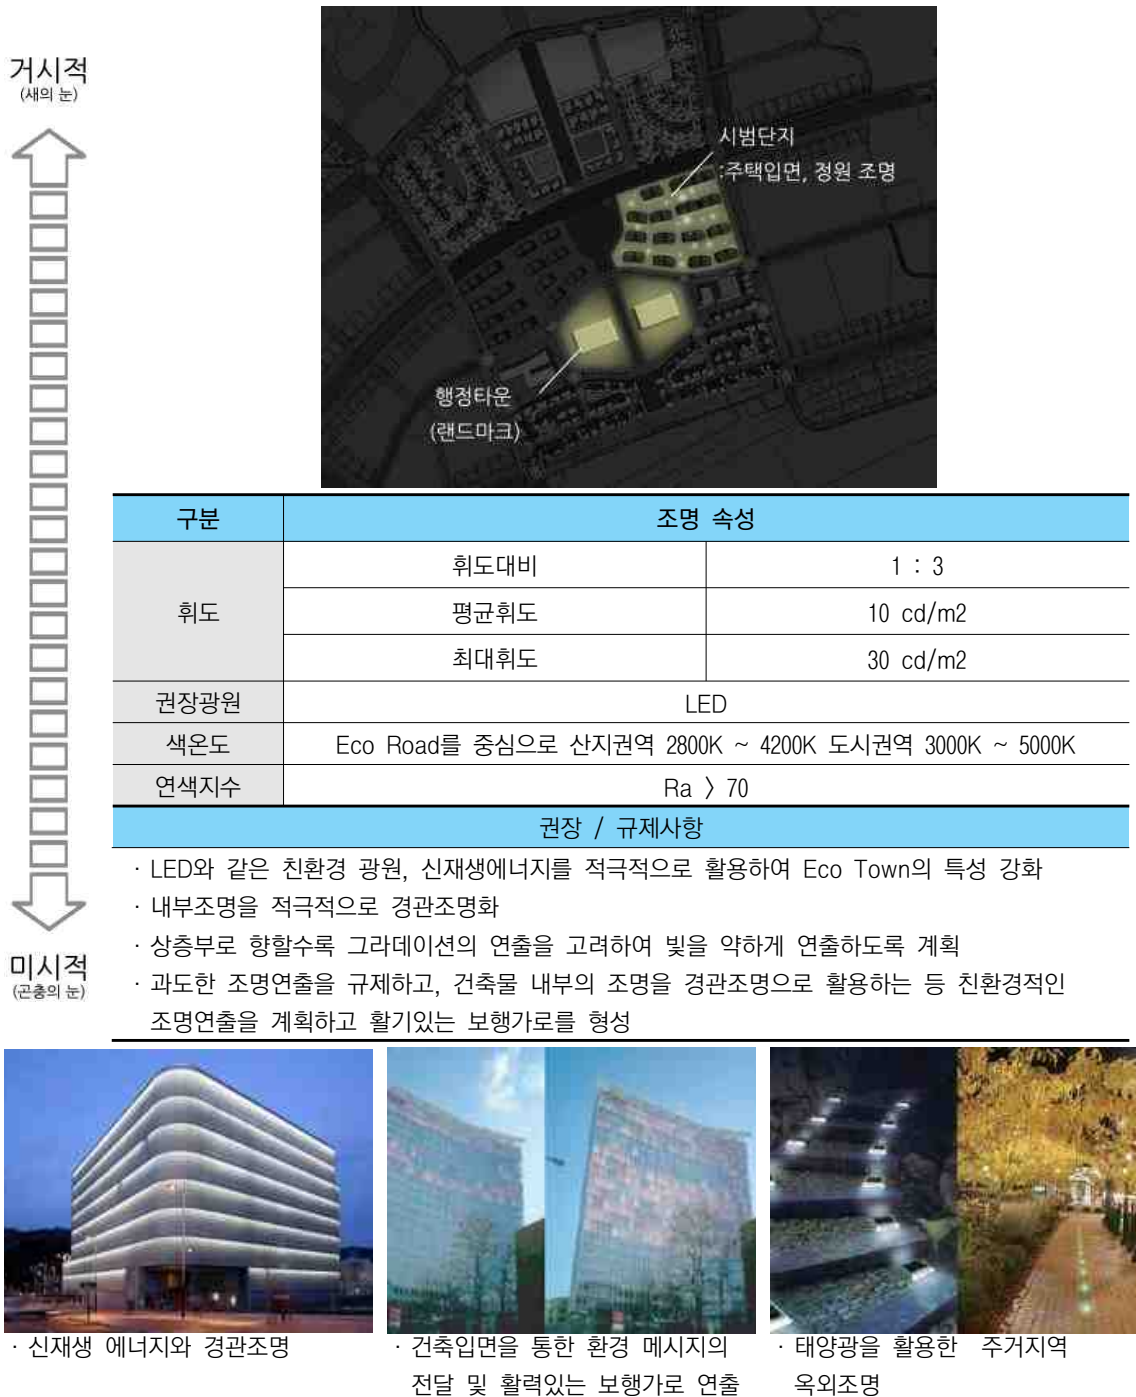 거시적
(새의 눈)
시범단지
:주택입면, 정원 조명
행정타운
(랜드마크)
구분 조명 속성
휘도 휘도대비 1 : 3
평균휘도 10 cd/m2
최대휘도 30 cd/m2
권장광원 LED
색온도 Eco Road를 중심으로 산지권역 2800K ~ 4200K 도시권역 3000K ~ 5000K
연색지수 Ra 〉 70
권장 / 규제사항
· LED와 같은 친환경 광원, 신재생에너지를 적극적으로 활용하여 Eco Town의 특성 강화
· 내부조명을 적극적으로 경관조명화
· 상층부로 향할수록 그라데이션의 연출을 고려하여 빛을 약하게 연출하도록 계획
· 과도한 조명연출을 규제하고, 건축물 내부의 조명을 경관조명으로 활용하는 등 친환경적인
조명연출을 계획하고 활기있는 보행가로를 형성
미시적
(곤충의 눈)
· 신재생 에너지와 경관조명
· 건축입면을 통한 환경 메시지의
전달 및 활력있는 보행가로 연출
· 태양광을 활용한 주거지역
옥외조명